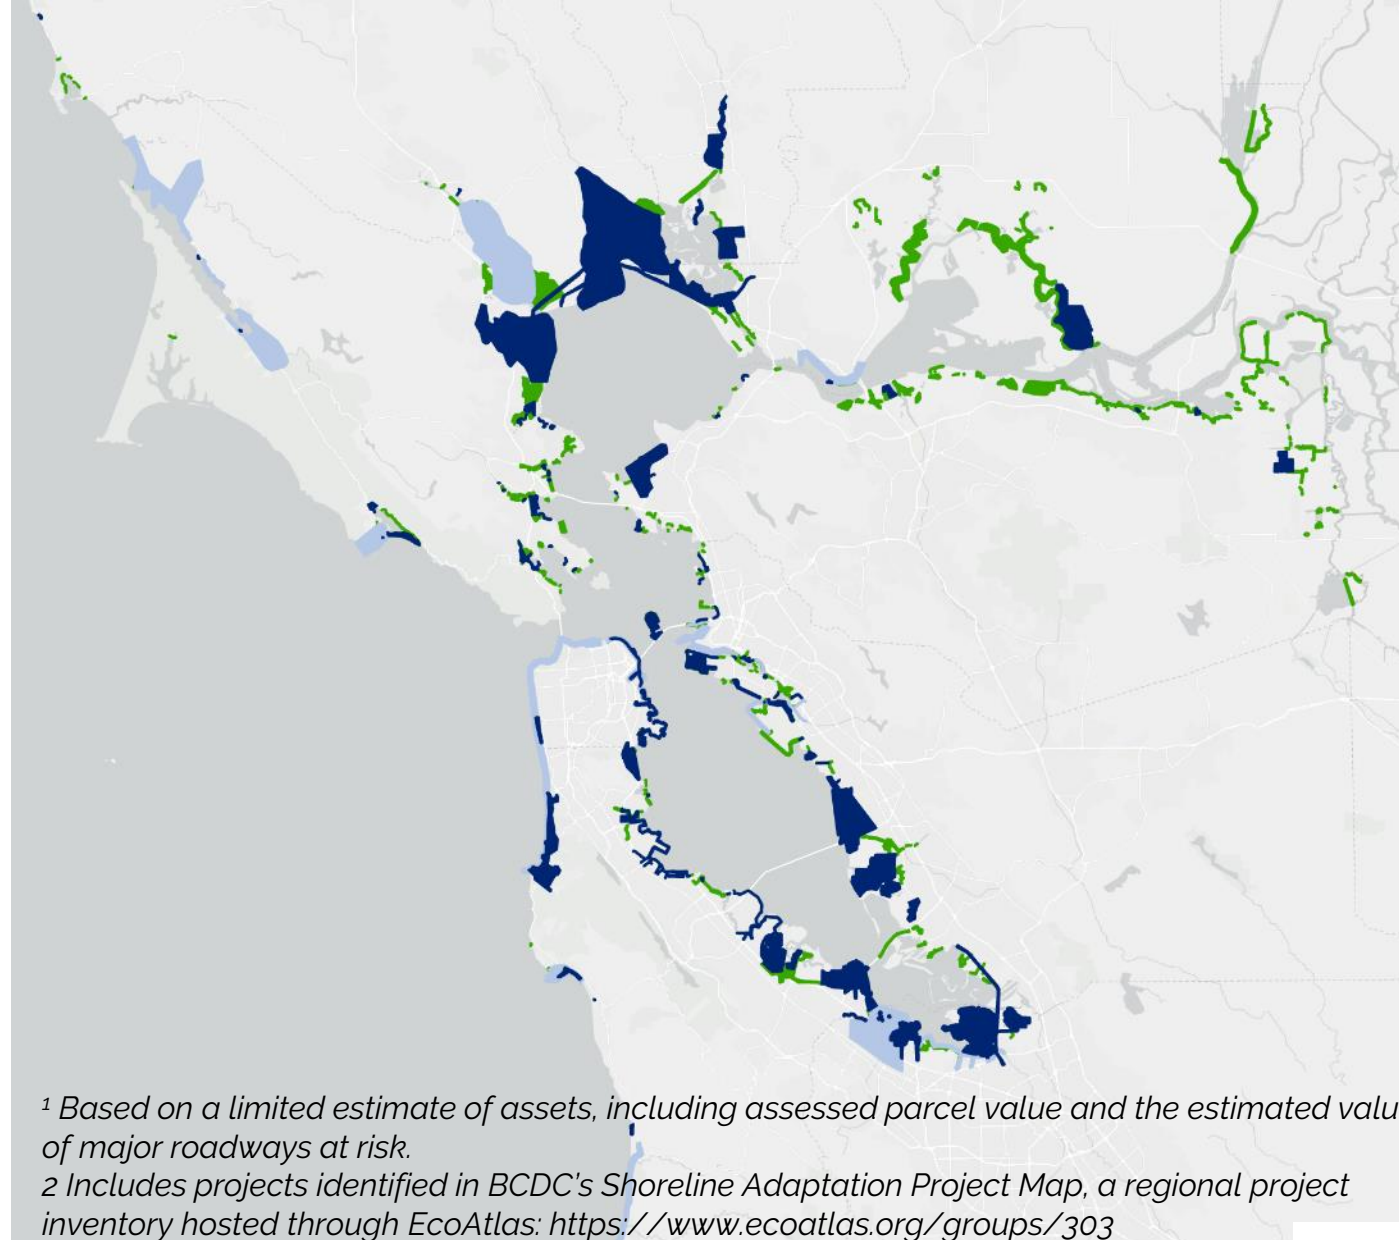 ¹ Based on a limited estimate of assets, including assessed parcel value and the estimated valu
of major roadways at risk.
2 Includes projects identified in BCDC’s Shoreline Adaptation Project Map, a regional project
inventory hosted through EcoAtlas: https://www.ecoatlas.org/groups/303